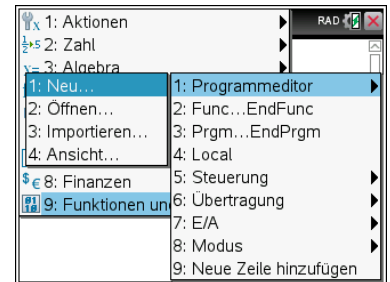 1: Aktionen
RAD
2: Zahl
3: Algebra
1: Neu...
2: Öffnen...
3: Importieren...
4: Ansicht...
8: Finanzen
9: Funktionen un
1: Programmeditor
2: Func...EndFunc
3: Prgm...EndPrgm
4: Local
5: Steuerung
6: Übertragung
7: E/A
8: Modus
9: Neue Zeile hinzufügen